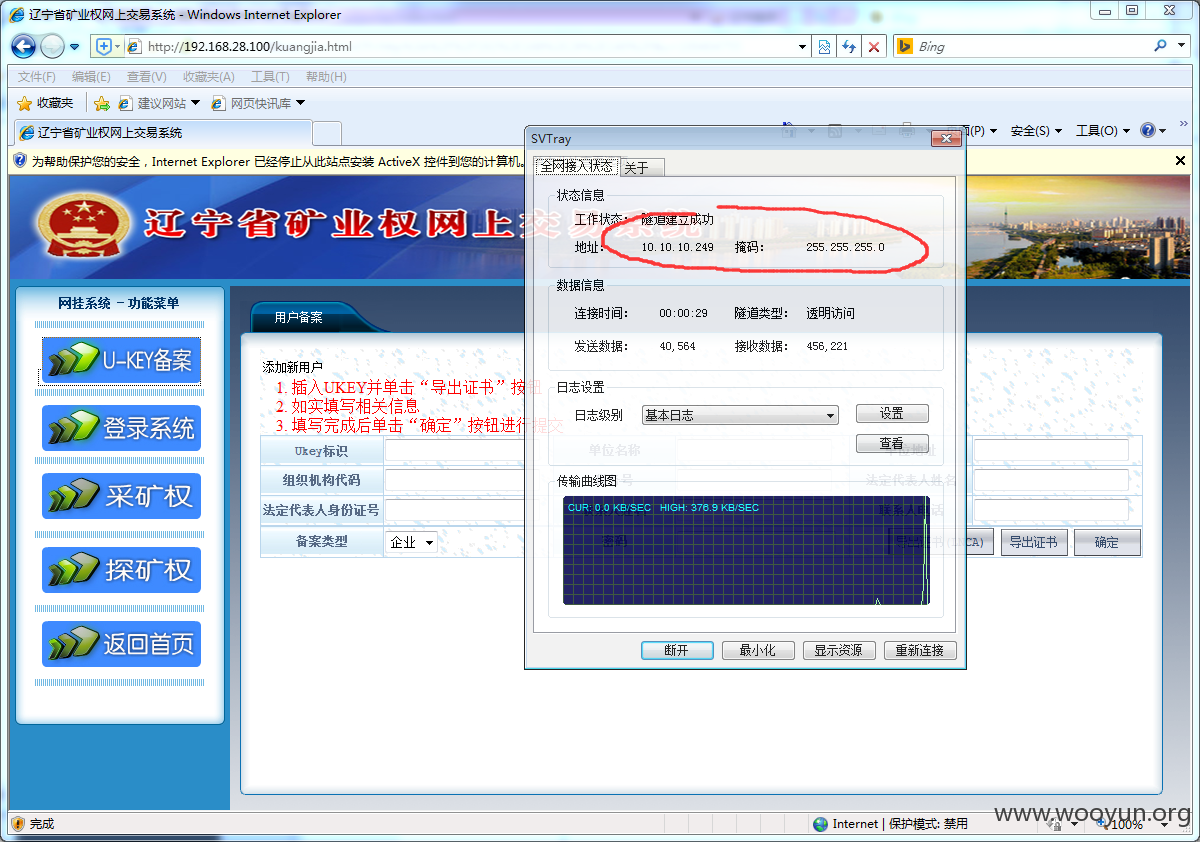 辽宁省矿业权网上交易系统 - Windows Internet Explorer
http://192.168.28.100/kuangjia.html
Bing
文件(F) 编辑(E) 查看(V) 收藏夹(A) 工具(T) 帮助(H)
收藏夹 建议网站 网页快讯库
辽宁省矿业权网上交易系统
页面(P) 安全(S) 工具(O)
为帮助保护您的安全，Internet Explorer 已经停止从此站点安装 ActiveX 控件到您的计算机。
辽宁省矿业权网上交易系统
网挂系统 - 功能菜单
U-KEY备案
登录系统
采矿权
探矿权
返回首页
用户备案
添加新用户
1. 插入UKEY并单击“导出证书”按钮
2. 如实填写相关信息
3. 填写完成后单击“确定”按钮进行提交
Ukey标识 单位名称 单位地址
组织机构代码 法定代表人姓名
法定代表人身份证号 联系人电话
备案类型 企业 密码
导出证书 确定
SVTray
全网接入状态 关于
状态信息
工作状态: 隧道建立成功
地址: 10.10.10.249 掩码: 255.255.255.0
数据信息
连接时间: 00:00:29 隧道类型: 透明访问
发送数据: 40,564 接收数据: 456,221
日志设置
日志级别 基本日志 设置
查看
传输曲线图
CUR: 0.0 KB/SEC HIGH: 376.9 KB/SEC
断开 最小化 显示资源 重新连接
完成
Internet | 保护模式: 禁用
100%
www.wooyun.org